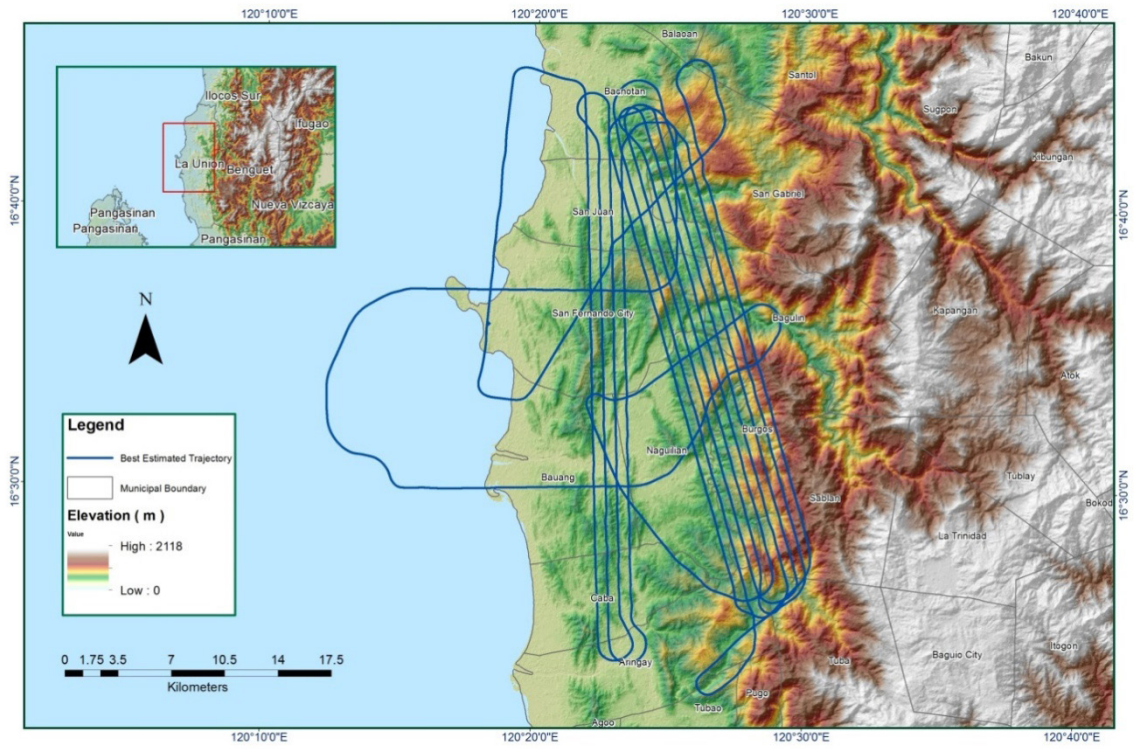 120°10'0"E
120°20'0"E
120°30'0"E
120°40'0"E
Balaoan
Bakun
Santol
Ilocos Sur
Bacnotan
Sugpon
Ifugao
Kibungan
La Union
Benguet
San Gabriel
16°40'0"N
Nueva Vizcaya
16°40'0"N
Pangasinan
San Juan
Pangasinan
Pangasinan
N
San Fernando City
Bagulin
Kapangan
Atok
Legend
Burgos
Best Estimated Trajectory
Naguilian
Bauang
Tublay
Municipal Boundary
16°30'0"N
Sablan
16°30'0"N
Bokod
Elevation ( m )
Value
La Trinidad
High : 2118
Low : 0
Caba
0 1.75 3.5 7 10.5 14 17.5
Kilometers
Aringay
Tuba
Baguio City
Itogon
Pugo
Tubao
Agoo
120°10'0"E
120°20'0"E
120°30'0"E
120°40'0"E